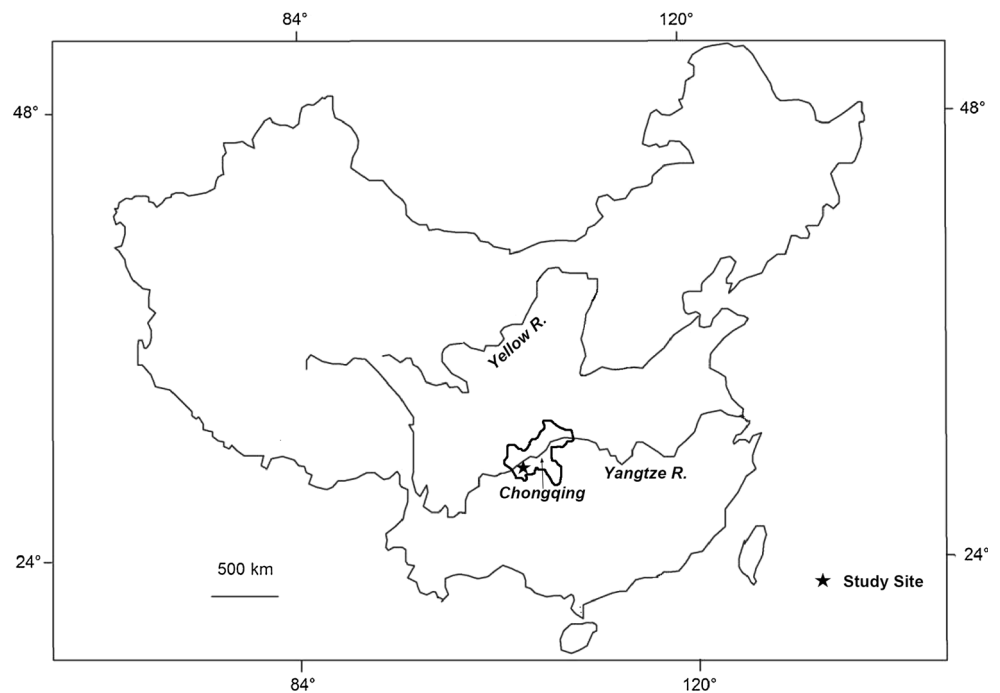 84° 120°
48° 48°
Yellow R.
Yangtze R.
Chongqing
24° 24°
500 km
Study Site
84° 120°